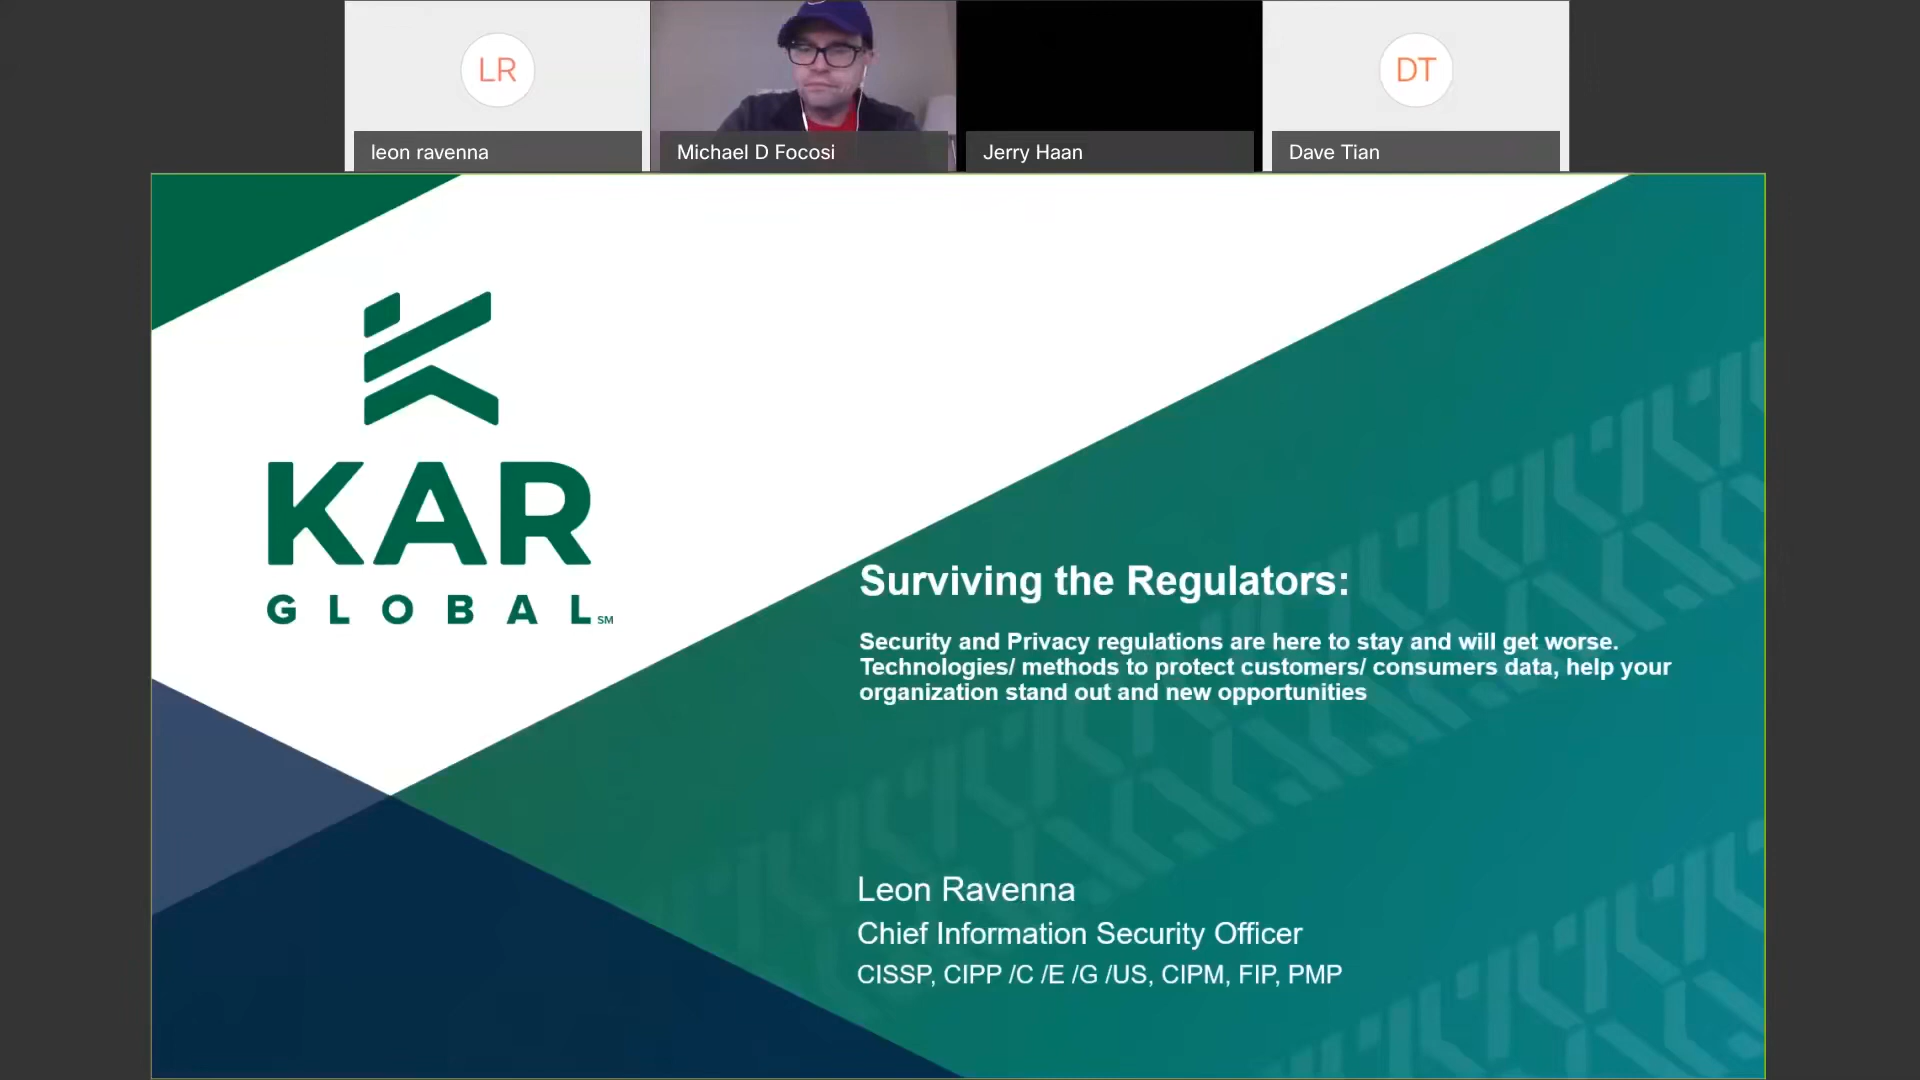 LR
DT
leon ravenna
Michael D Focosi
Jerry Haan
Dave Tian
KAR
GLOBAL SM
Surviving the Regulators:
Security and Privacy regulations are here to stay and will get worse.
Technologies/ methods to protect customers/ consumers data, help your
organization stand out and new opportunities
Leon Ravenna
Chief Information Security Officer
CISSP, CIPP /C /E /G /US, CIPM, FIP, PMP